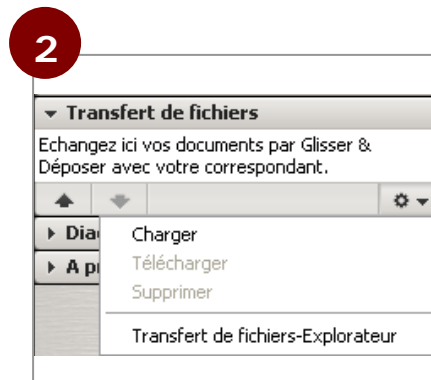 2
Transfert de fichiers
Echangez ici vos documents par Glisser &
Déposer avec votre correspondant.
Dia
Charger
A p
Télécharger
Supprimer
Transfert de fichiers-Explorateur